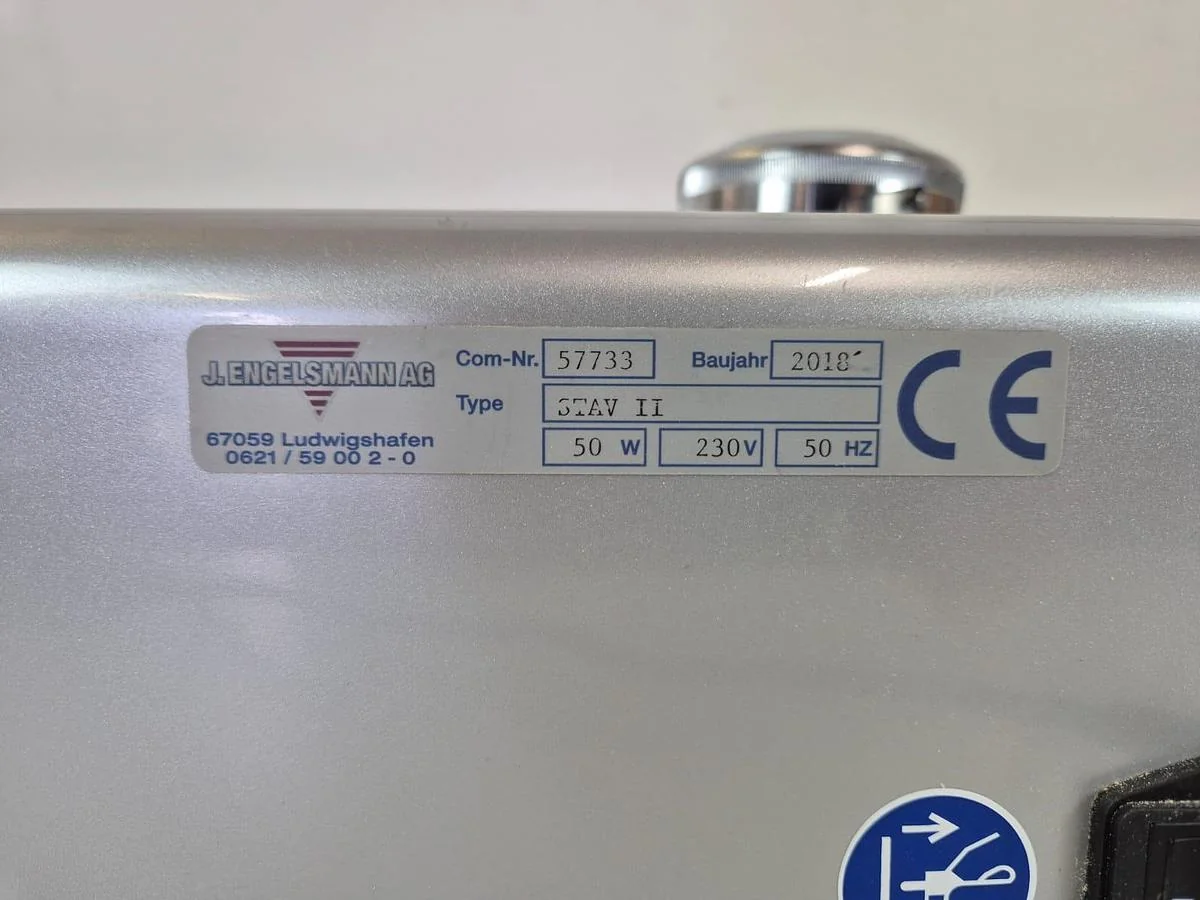 J. ENGELSMANN AG
67059 Ludwigshafen
0621 / 59 00 2 - 0
Com-Nr. 57733 Baujahr 2018
Type STAV II
50 W 230V 50 HZ
CE